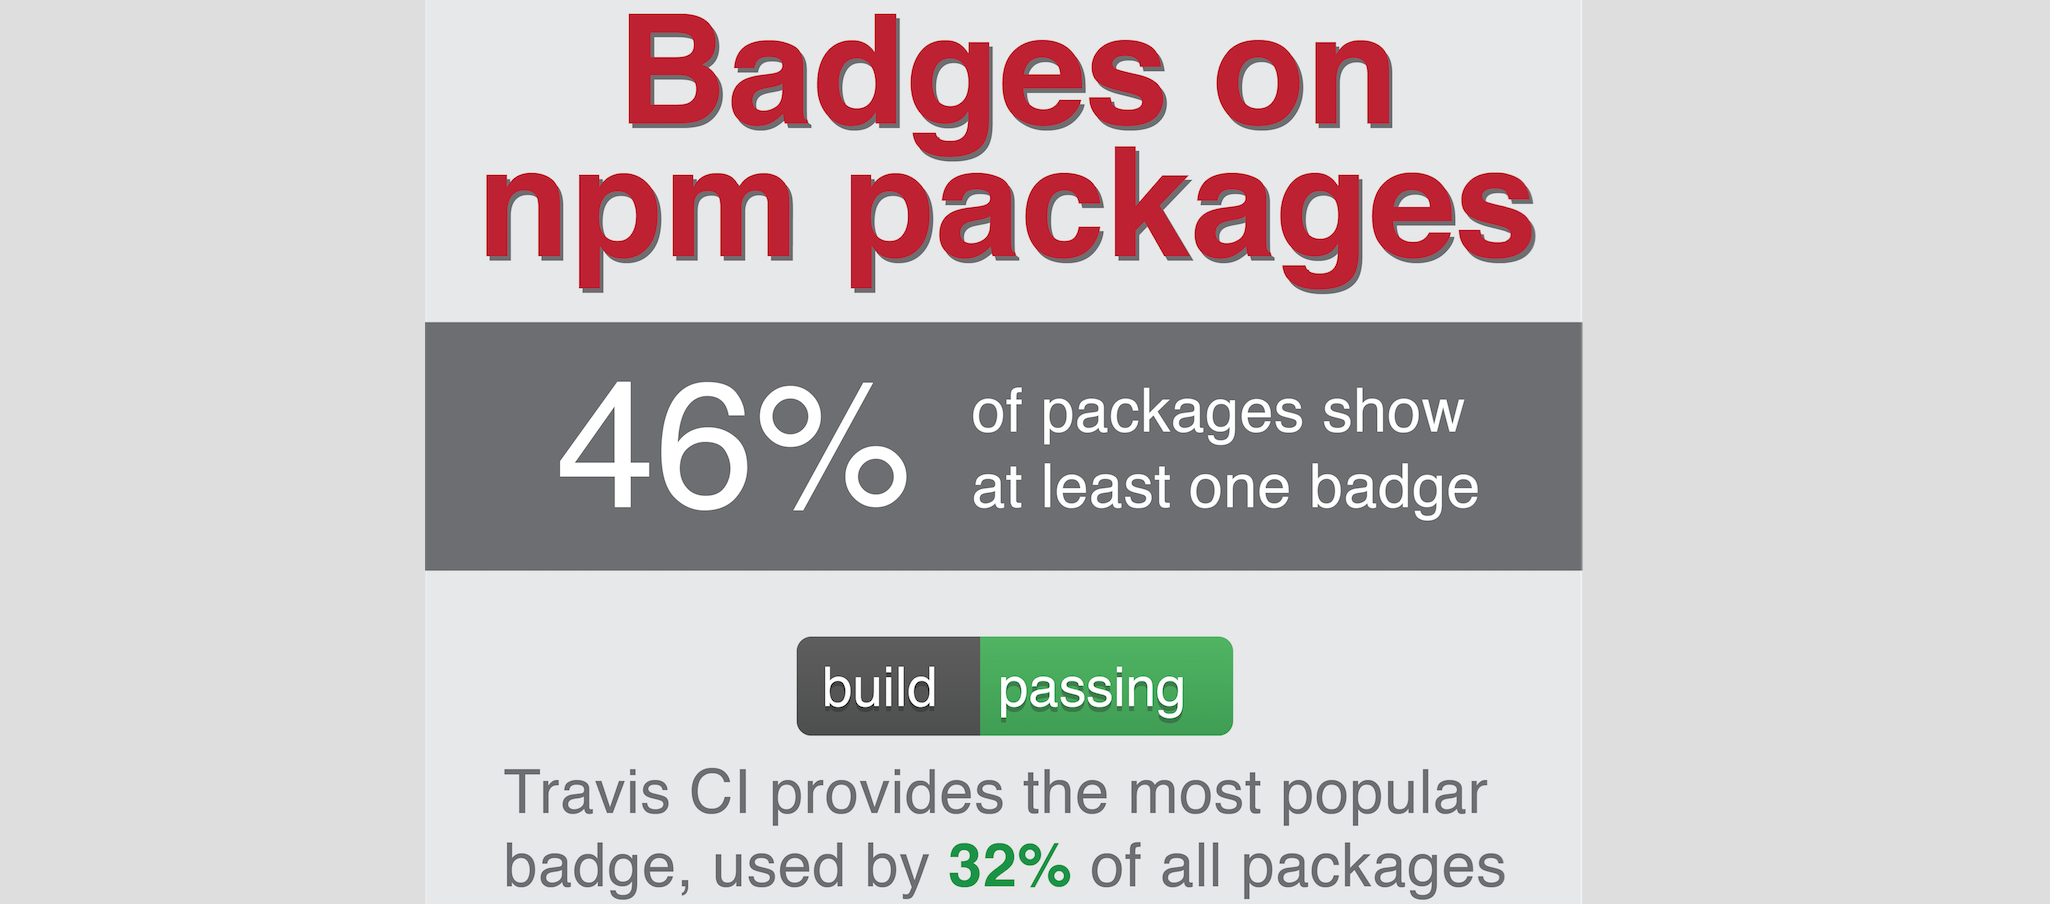 Badges on
npm packages
46%
of packages show
at least one badge
build passing
Travis CI provides the most popular
badge, used by 32% of all packages